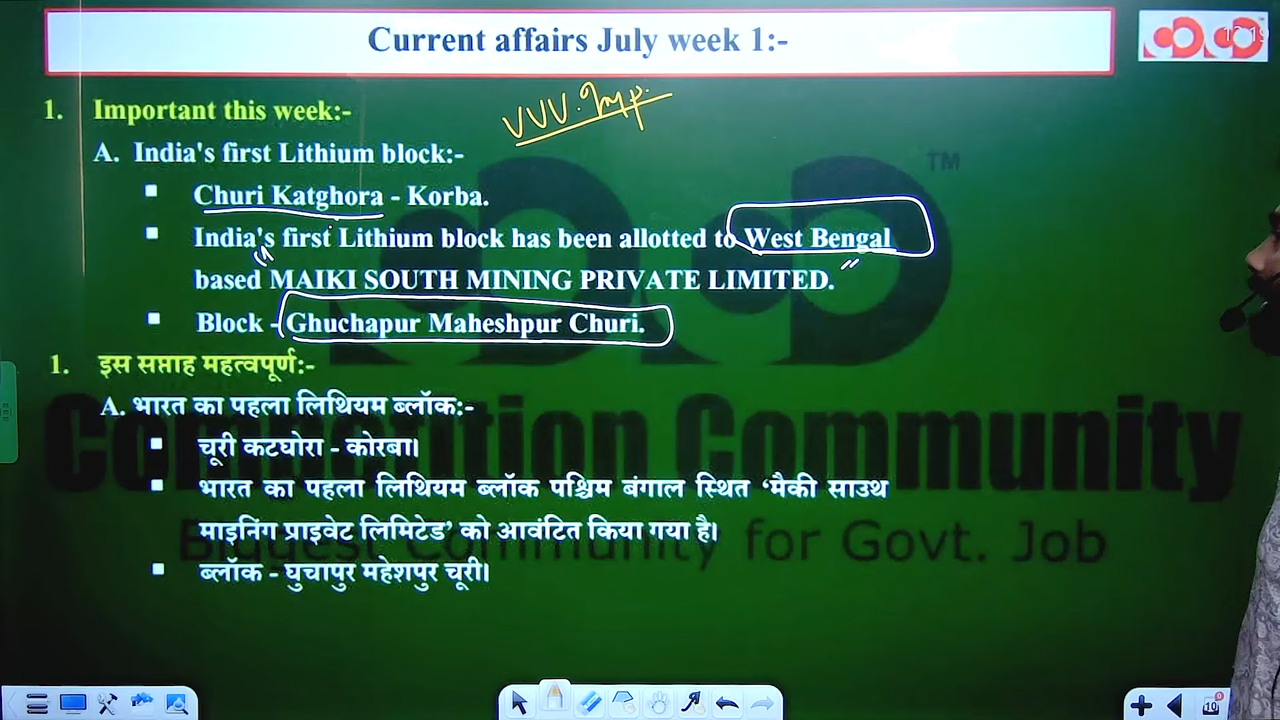 Current affairs July week 1:-
1. Important this week:-
VVV. Imp.
A. India's first Lithium block:-
▪ Churi Katghora - Korba.
▪ India's first Lithium block has been allotted to West Bengal
based MAIKI SOUTH MINING PRIVATE LIMITED.
▪ Block - Ghuchapur Maheshpur Churi.
1. इस सप्ताह महत्वपूर्ण:-
A. भारत का पहला लिथियम ब्लॉक:-
▪ चूरी कटघोरा - कोरबा।
▪ भारत का पहला लिथियम ब्लॉक पश्चिम बंगाल स्थित ‘मैकी साउथ
माइनिंग प्राइवेट लिमिटेड’ को आवंटित किया गया है।
▪ ब्लॉक - घुचापुर महेशपुर चूरी।
TM
Competition Community
Biggest Community for Govt. Job
10